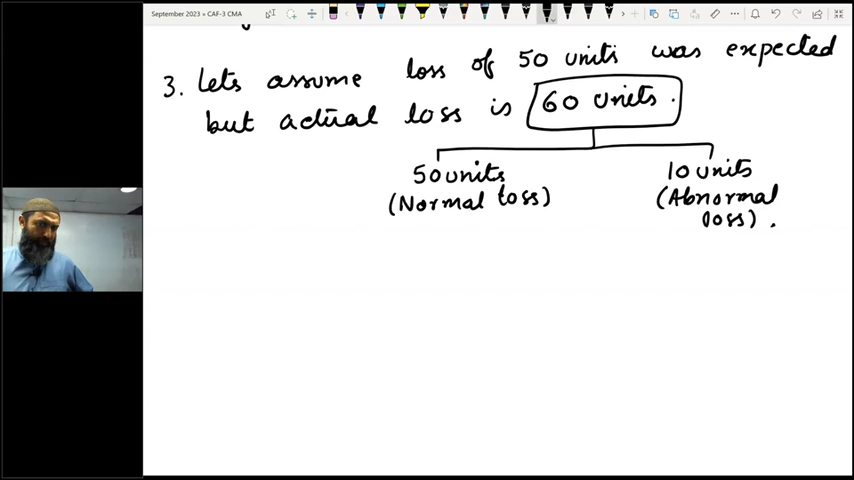 September 2023 » CAF-3 CMA
3. Lets assume loss of 50 units was expected
but actual loss is 60 units.
50 units 10 units
(Normal loss) (Abnormal
loss).